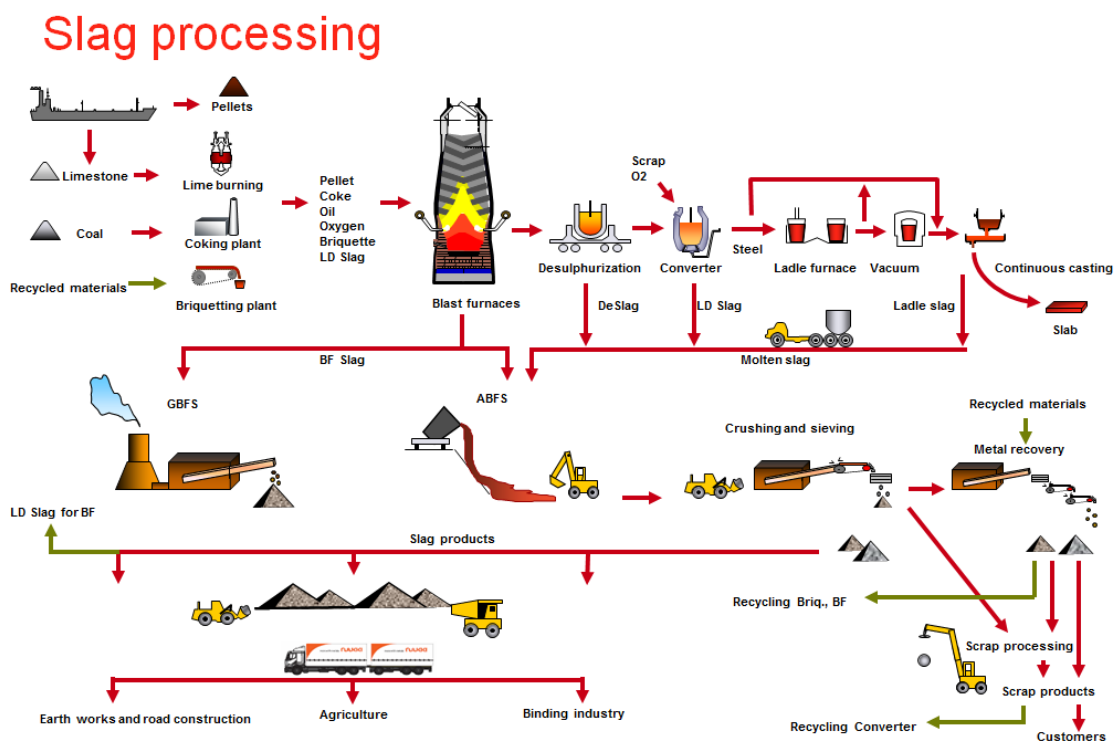 Slag processing
Pellets
Limestone
Lime burning
Coal
Coking plant
Recycled materials
Briquetting plant
Pellet
Coke
Oil
Oxygen
Briquette
LD Slag
Blast furnaces
Desulphurization
Scrap
O2
Converter
Steel
Ladle furnace
Vacuum
Continuous casting
Slab
DeSlag
LD Slag
Ladle slag
Molten slag
BF Slag
GBFS
ABFS
Crushing and sieving
Recycled materials
Metal recovery
LD Slag for BF
Slag products
Recycling Briq., BF
Scrap processing
Scrap products
Recycling Converter
Customers
Earth works and road construction
Agriculture
Binding industry